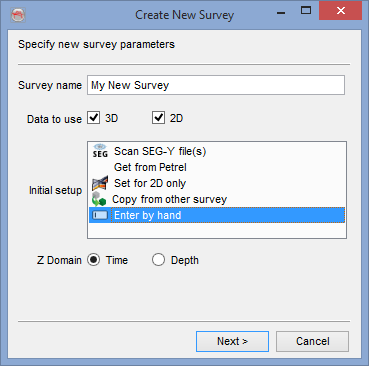 Create New Survey
Specify new survey parameters
Survey name My New Survey
Data to use 3D 2D
Initial setup
SEG Scan SEG-Y file(s)
Get from Petrel
Set for 2D only
Copy from other survey
Enter by hand
Z Domain Time Depth
Next > Cancel